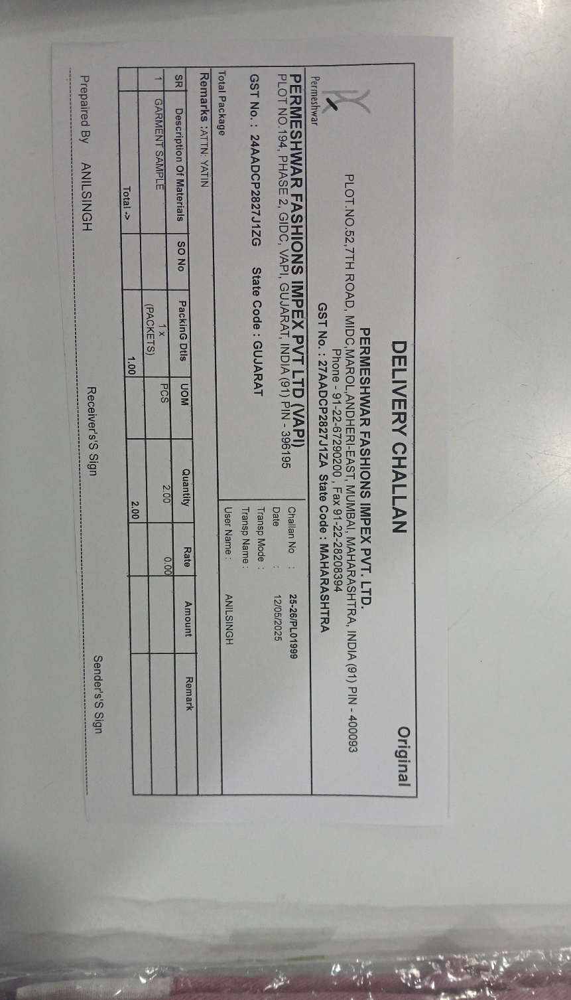 DELIVERY CHALLAN
Original
Permeshwar
PERMESHWAR FASHIONS IMPEX PVT. LTD.
PLOT.NO.52,7TH ROAD, MIDC,MAROL,ANDHERI-EAST, MUMBAI, MAHARASHTRA, INDIA (91) PIN - 400093
Phone - 91-22-67290200 , Fax 91-22-28208394
GST No. : 27AADCP2827J1ZA State Code : MAHARASHTRA
PERMESHWAR FASHIONS IMPEX PVT LTD (VAPI)
PLOT NO.194, PHASE 2, GIDC, VAPI, GUJARAT, INDIA (91) PIN - 396195
GST No. : 24AADCP2827J1ZG State Code : GUJARAT
Total Package
Challan No : 25-26/PL01999
Date : 12/05/2025
Transp Mode :
Transp Name :
User Name : ANILSINGH
Remarks :ATTN: YATIN
SR Description Of Materials SO No PackinG Dtls UOM Quantity Rate Amount Remark
1 GARMENT SAMPLE 1 x PCS 2.00 0.00
(PACKETS)
Total -> 1.00 2.00
Prepaired By ANILSINGH Receiver's'S Sign Sender's'S Sign